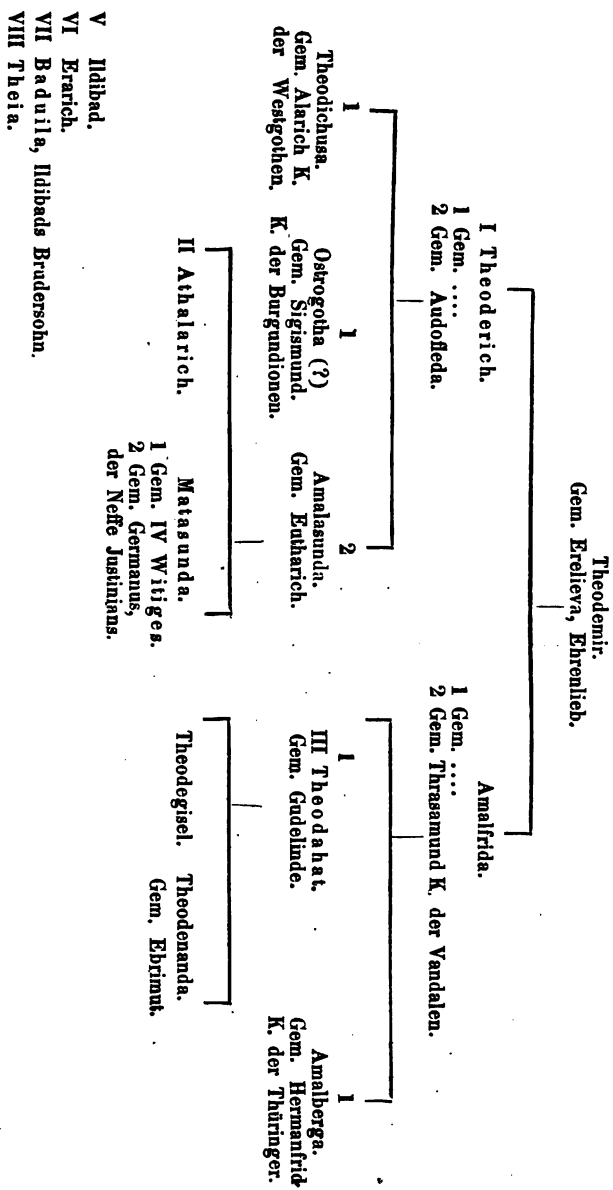 Theodemir.
Gem. Erelieva, Ehrenlieb.
I Theoderich.
1 Gem. ....
2 Gem. Audofleda.
Amalfrida.
1 Gem. ....
2 Gem. Thrasamund K. der Vandalen.
1
Theodichusa.
Gem. Alarich K.
der Westgothen.
1
Ostrogotha (?)
Gem. Sigismund.
K. der Burgundionen.
2
Amalasunda.
Gem. Eutharich.
1
III Theodahat.
Gem. Gudelinde.
1
Amalberga.
Gem. Hermanfrid
K. der Thüringer.
II Athalarich.
Matasunda.
1 Gem. IV Witiges.
2 Gem. Germanus,
der Neffe Justinians.
Theodegisel.
Theodenanda.
Gem. Ebrimut.
V Ildibad.
VI Erarich.
VII Baduila, Ildibads Brudersohn.
VIII Theia.